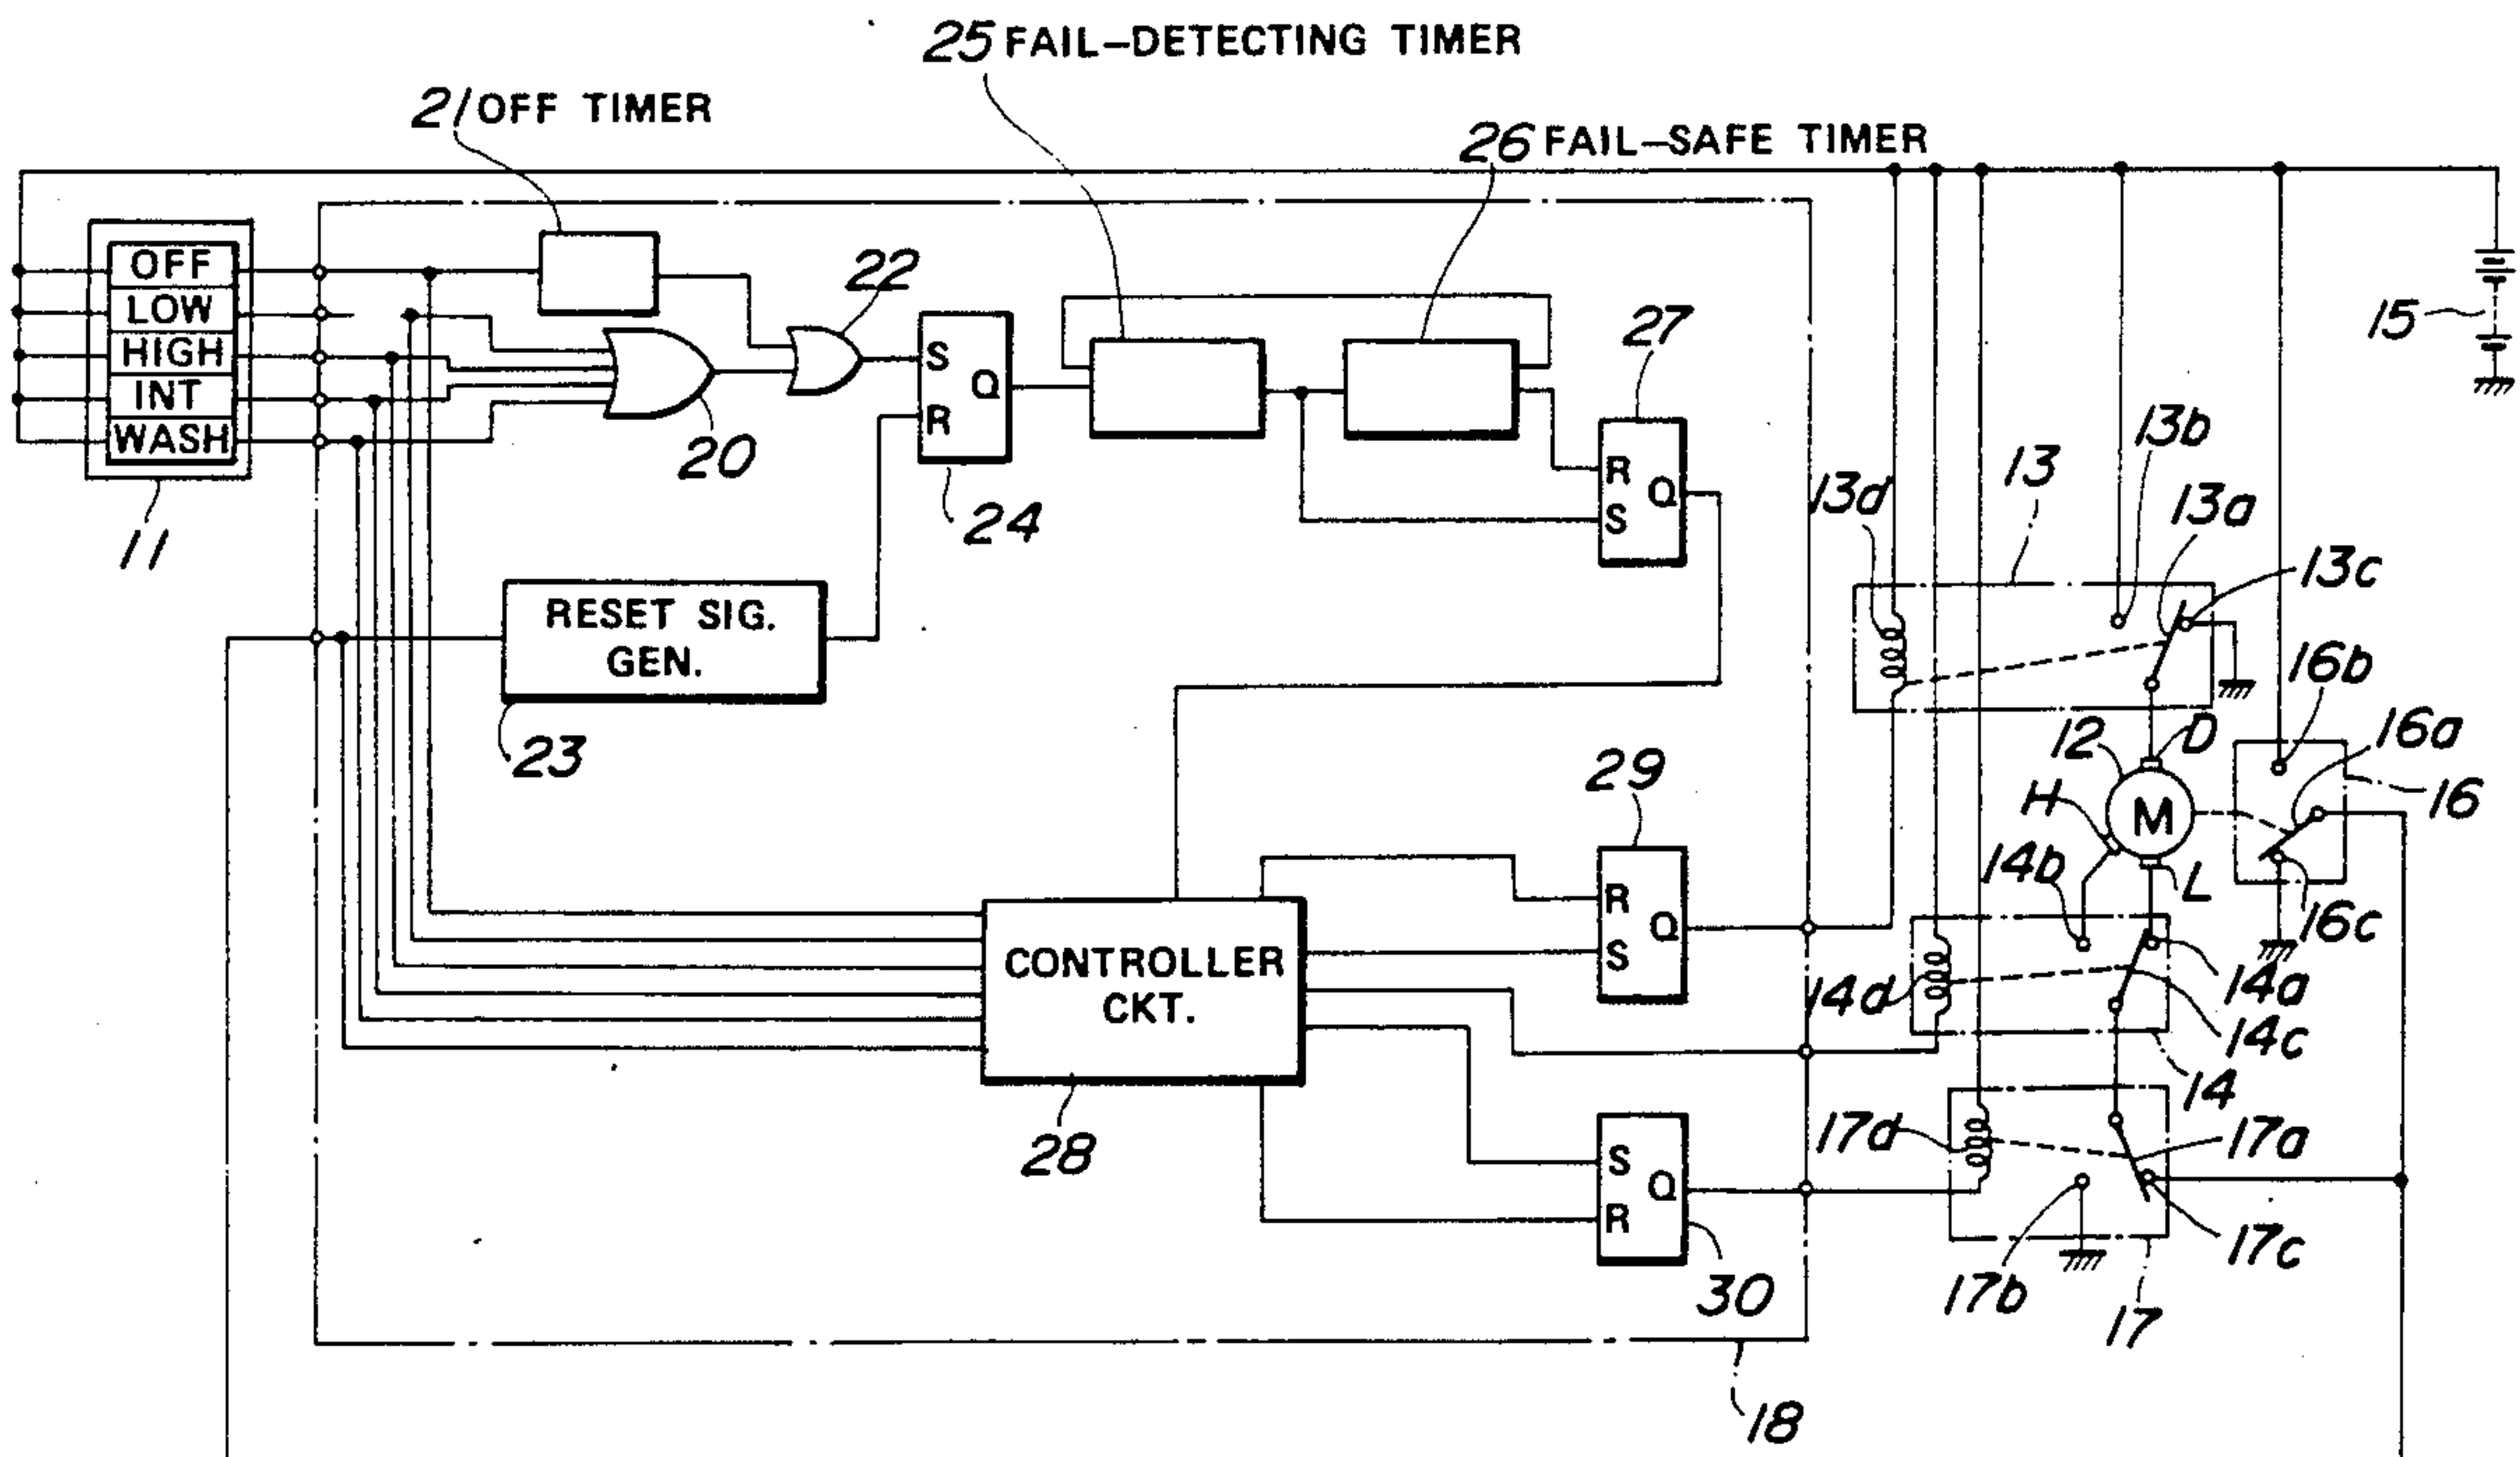 25 FAIL-DETECTING TIMER
21 OFF TIMER
26 FAIL-SAFE TIMER
OFF
LOW
HIGH
INT
WASH
11
22
20
S
R
Q
24
27
R
S
Q
15
13b
13
13a
13d
13c
RESET SIG.
GEN.
23
16b
16a
12
D
M
H
L
16
16c
14b
29
R
S
Q
CONTROLLER
CKT.
28
14d
14a
14c
14
17d
17a
S
R
Q
30
17b
17c
17
18